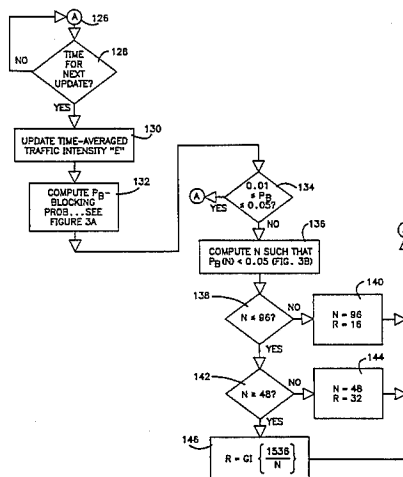 A
126
TIME
FOR
NEXT
UPDATE?
128
NO
YES
UPDATE TIME-AVERAGED
TRAFFIC INTENSITY "E"
130
COMPUTE PB-
BLOCKING
PROB...SEE
FIGURE 3A
132
0.01
≤ PB
≤ 0.05?
134
A
YES
NO
COMPUTE N SUCH THAT
PB(N) < 0.05 (FIG. 3B)
136
N ≤ 96?
138
NO
N = 96
R = 16
140
YES
N ≥ 48?
142
NO
N = 48
R = 32
144
YES
R = GI { 1536 / N }
146